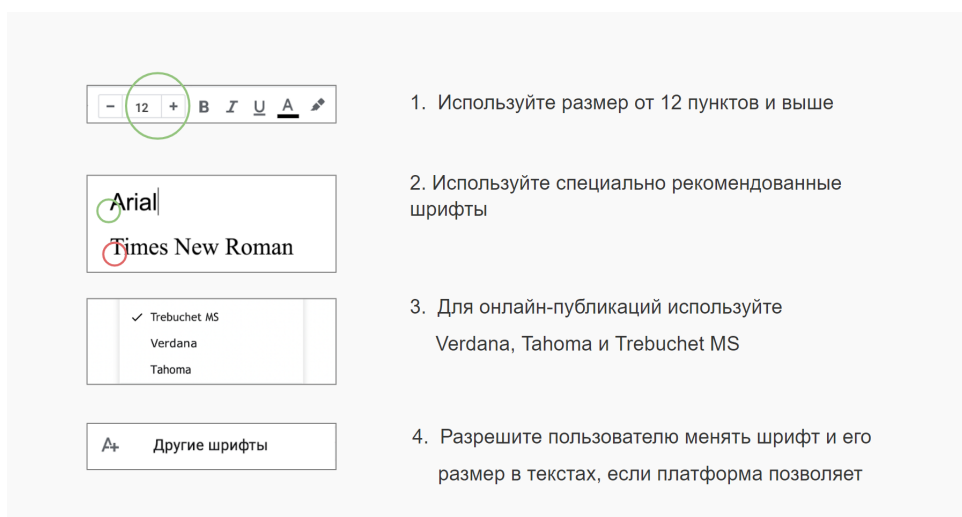 12 B I U A
1. Используйте размер от 12 пунктов и выше
Arial
Times New Roman
2. Используйте специально рекомендованные
шрифты
Trebuchet MS
Verdana
Tahoma
3. Для онлайн-публикаций используйте
Verdana, Tahoma и Trebuchet MS
A+ Другие шрифты
4. Разрешите пользователю менять шрифт и его
размер в текстах, если платформа позволяет